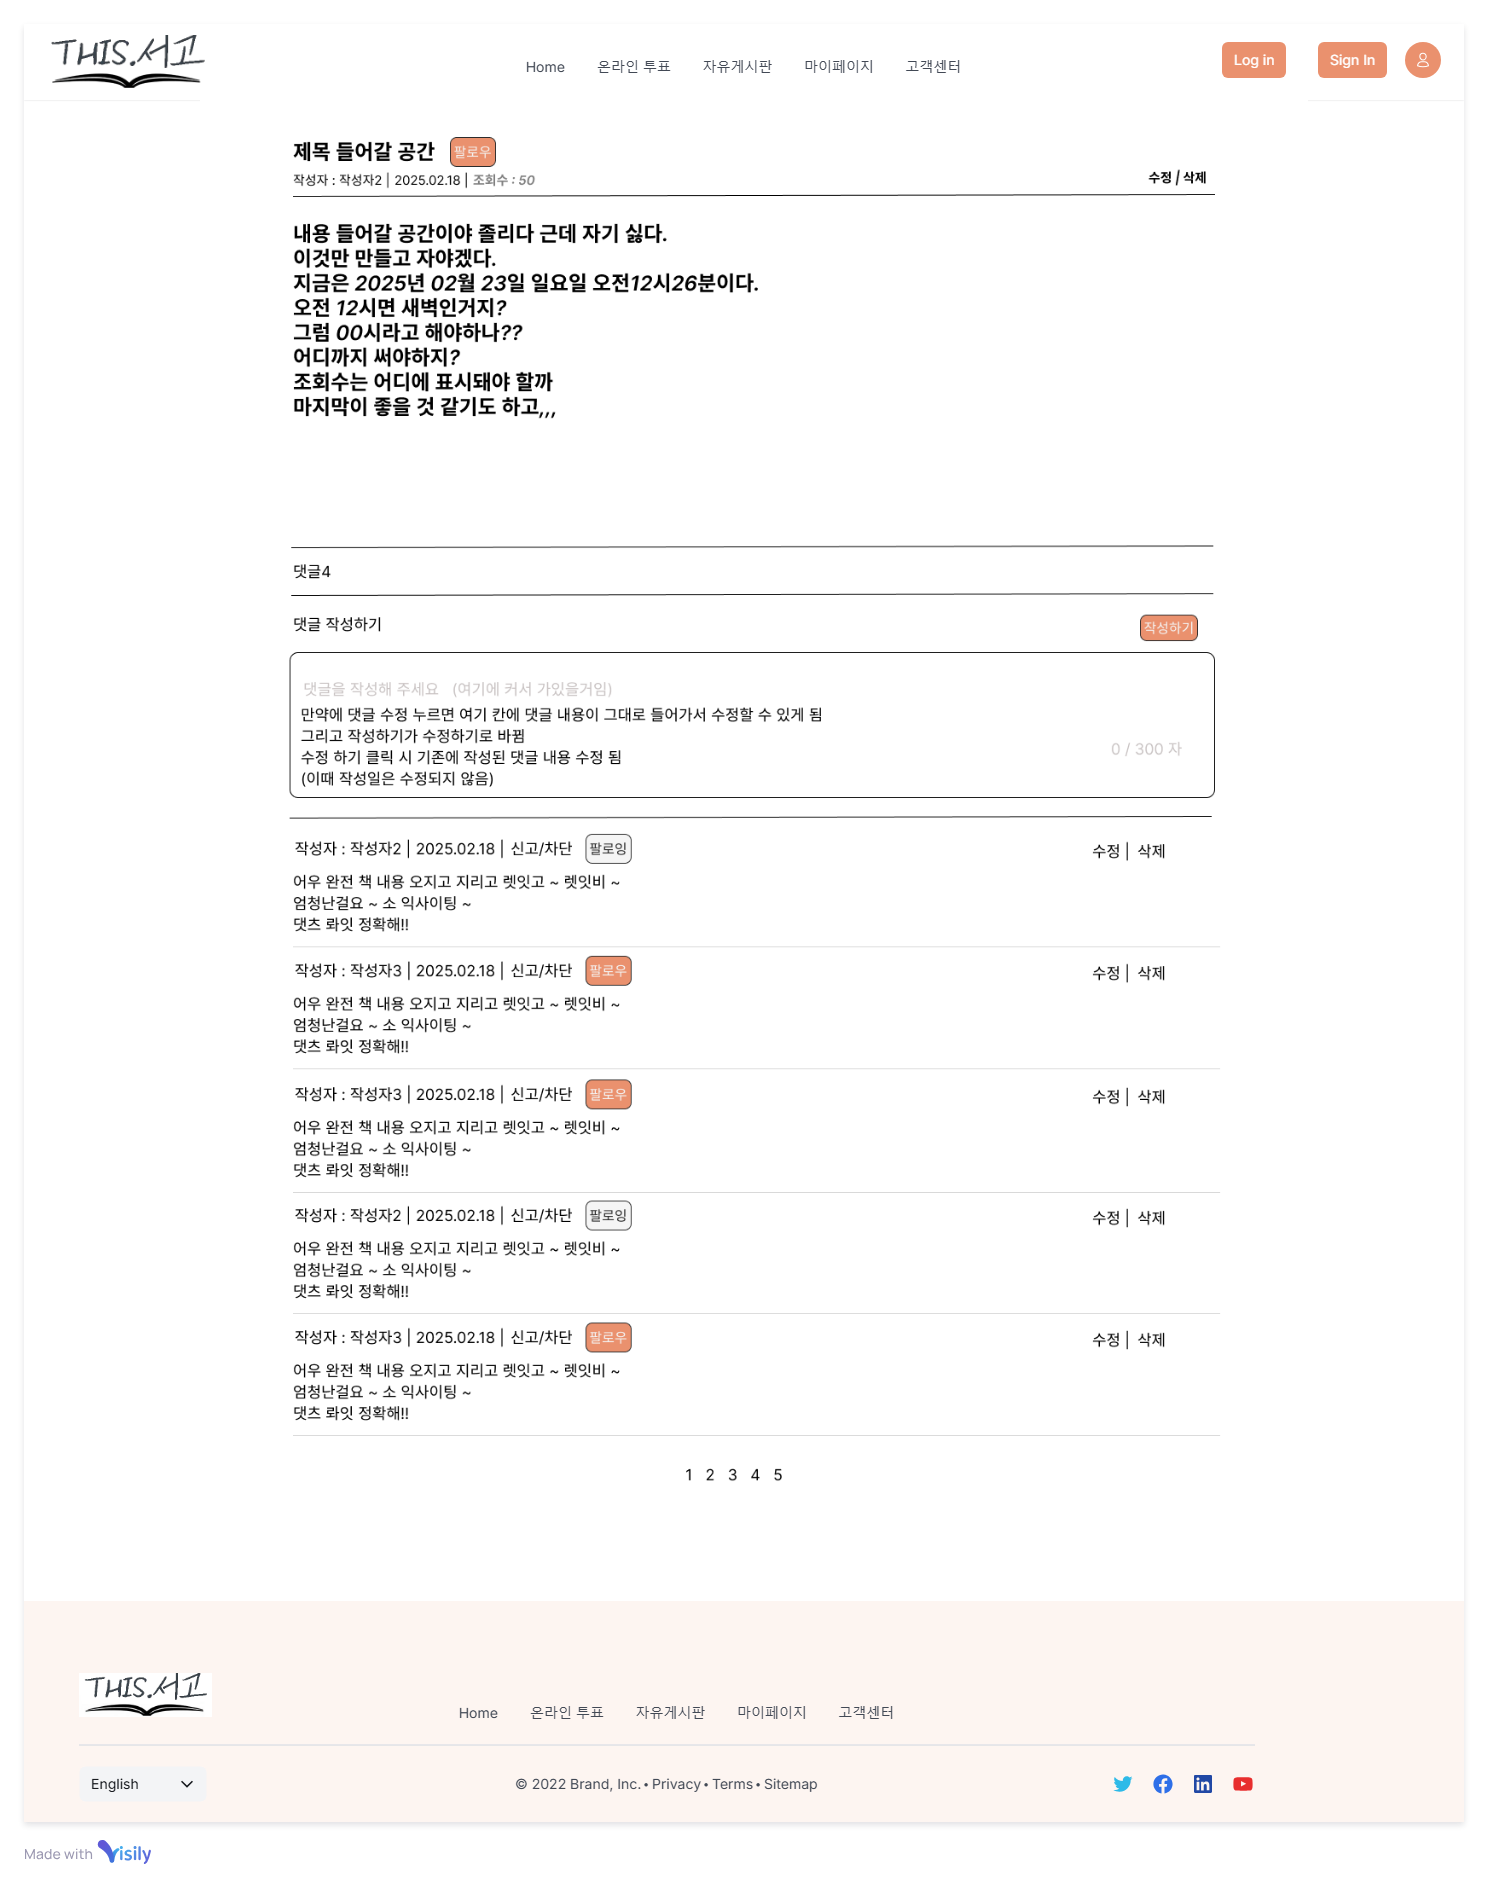 THIS.서고
Home 온라인 투표 자유게시판 마이페이지 고객센터
Log in
Sign In
제목 들어갈 공간 팔로우
작성자 : 작성자2 | 2025.02.18 | 조회수 : 50
수정 / 삭제
내용 들어갈 공간이야 졸리다 근데 자기 싫다.
이것만 만들고 자야겠다.
지금은 2025년 02월 23일 일요일 오전12시26분이다.
오전 12시면 새벽인거지?
그럼 00시라고 해야하나??
어디까지 써야하지?
조회수는 어디에 표시돼야 할까
마지막이 좋을 것 같기도 하고,,,
댓글4
댓글 작성하기
작성하기
댓글을 작성해 주세요 (여기에 커서 가있을거임)
만약에 댓글 수정 누르면 여기 칸에 댓글 내용이 그대로 들어가서 수정할 수 있게 됨
그리고 작성하기가 수정하기로 바뀜
수정 하기 클릭 시 기존에 작성된 댓글 내용 수정 됨
(이때 작성일은 수정되지 않음)
0 / 300 자
작성자 : 작성자2 | 2025.02.18 | 신고/차단 팔로잉
수정 | 삭제
어우 완전 책 내용 오지고 지리고 렛잇고 ~ 렛잇비 ~
엄청난걸요 ~ 소 익사이팅 ~
댓츠 롸잇 정확해!!
작성자 : 작성자3 | 2025.02.18 | 신고/차단 팔로우
수정 | 삭제
어우 완전 책 내용 오지고 지리고 렛잇고 ~ 렛잇비 ~
엄청난걸요 ~ 소 익사이팅 ~
댓츠 롸잇 정확해!!
작성자 : 작성자3 | 2025.02.18 | 신고/차단 팔로우
수정 | 삭제
어우 완전 책 내용 오지고 지리고 렛잇고 ~ 렛잇비 ~
엄청난걸요 ~ 소 익사이팅 ~
댓츠 롸잇 정확해!!
작성자 : 작성자2 | 2025.02.18 | 신고/차단 팔로잉
수정 | 삭제
어우 완전 책 내용 오지고 지리고 렛잇고 ~ 렛잇비 ~
엄청난걸요 ~ 소 익사이팅 ~
댓츠 롸잇 정확해!!
작성자 : 작성자3 | 2025.02.18 | 신고/차단 팔로우
수정 | 삭제
어우 완전 책 내용 오지고 지리고 렛잇고 ~ 렛잇비 ~
엄청난걸요 ~ 소 익사이팅 ~
댓츠 롸잇 정확해!!
1 2 3 4 5
THIS.서고
Home 온라인 투표 자유게시판 마이페이지 고객센터
English
© 2022 Brand, Inc. • Privacy • Terms • Sitemap
Made with Visily